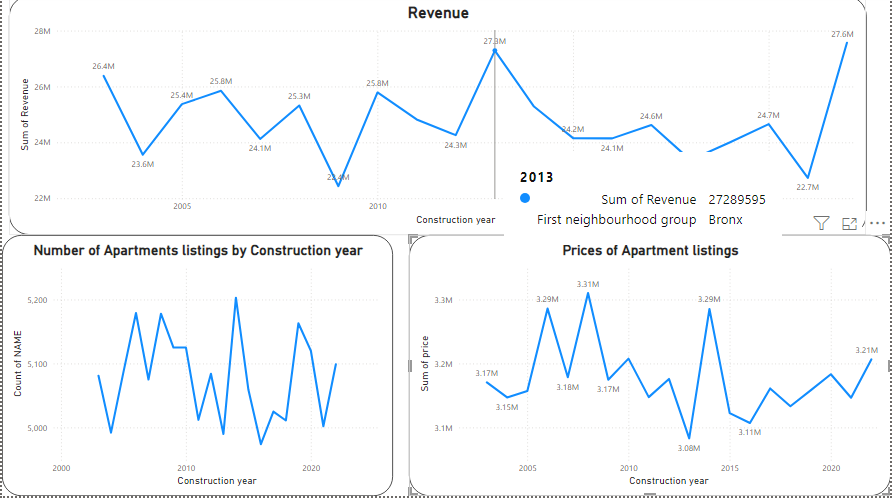 Revenue
28M
26M
24M
22M
Sum of Revenue
26.4M
23.6M
25.4M
25.8M
24.1M
25.3M
22.4M
25.8M
24.3M
27.3M
24.2M
24.1M
24.6M
24.7M
22.7M
27.6M
2005
2010
Construction year
2013
Sum of Revenue 27289595
First neighbourhood group Bronx
Number of Apartments listings by Construction year
5,200
5,100
5,000
Count of NAME
2000
2010
2020
Construction year
Prices of Apartment listings
3.3M
3.2M
3.1M
Sum of price
3.17M
3.15M
3.29M
3.18M
3.31M
3.17M
3.08M
3.29M
3.11M
3.21M
2005
2010
2015
2020
Construction year